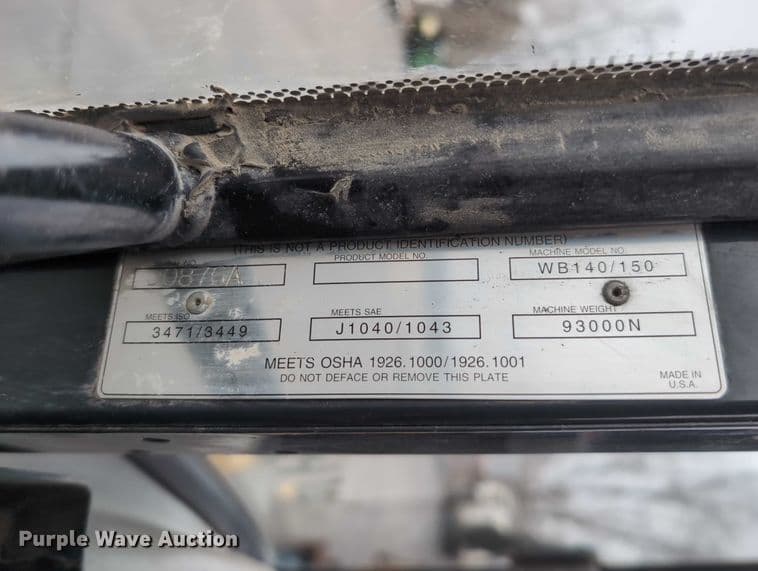 (THIS IS NOT A PRODUCT IDENTIFICATION NUMBER)
NO.
PRODUCT MODEL NO.
MACHINE MODEL NO.
WB140/150
MEETS ISO
MEETS SAE
MACHINE WEIGHT
3471/3449
J1040/1043
93000N
MEETS OSHA 1926.1000/1926.1001
DO NOT DEFACE OR REMOVE THIS PLATE
MADE IN
U.S.A.
Purple Wave Auction